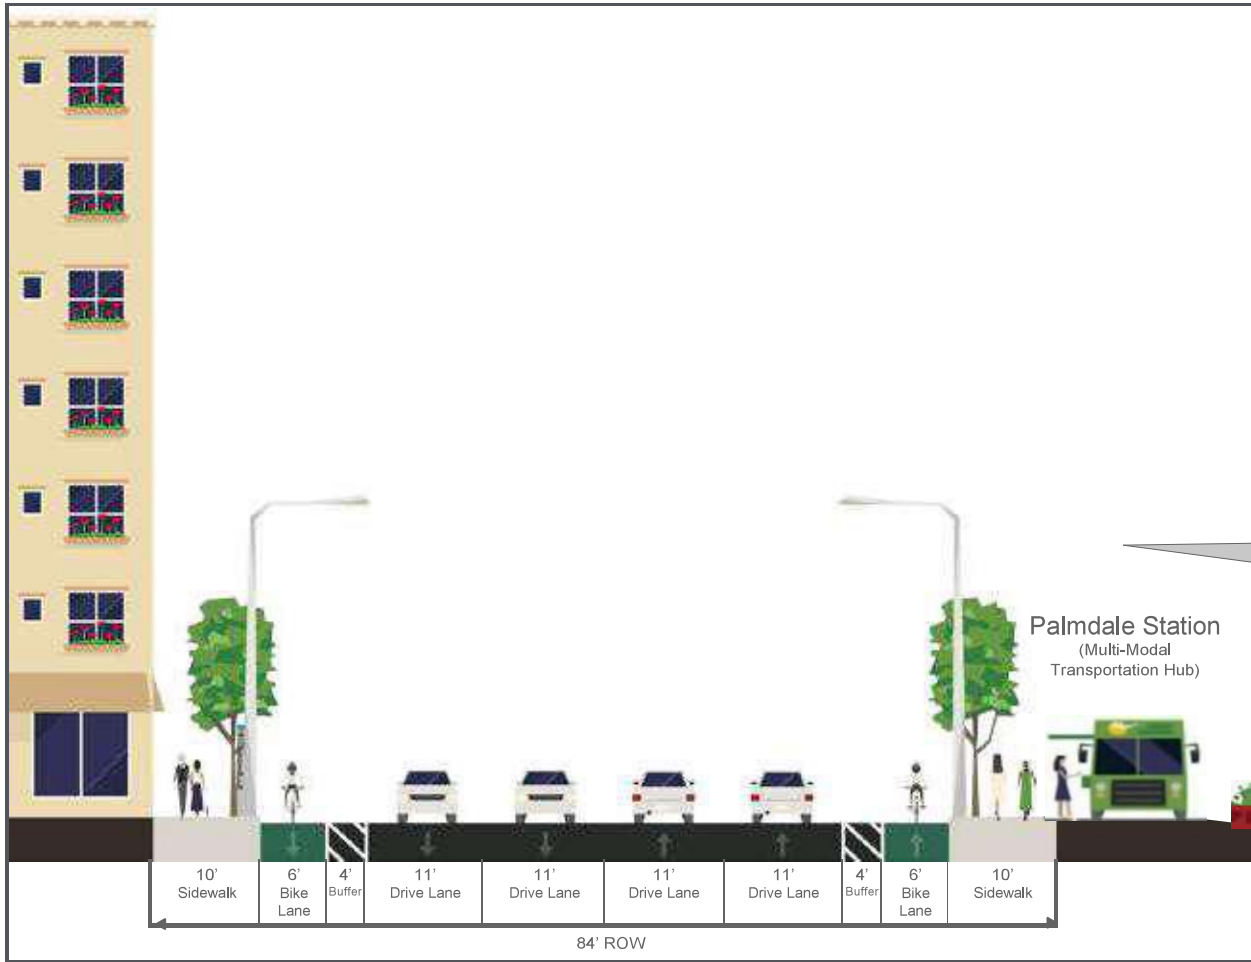 Palmdale Station
(Multi-Modal
Transportation Hub)
10'
Sidewalk
6'
Bike
Lane
4'
Buffer
11'
Drive Lane
11'
Drive Lane
11'
Drive Lane
11'
Drive Lane
4'
Buffer
6'
Bike
Lane
10'
Sidewalk
84' ROW